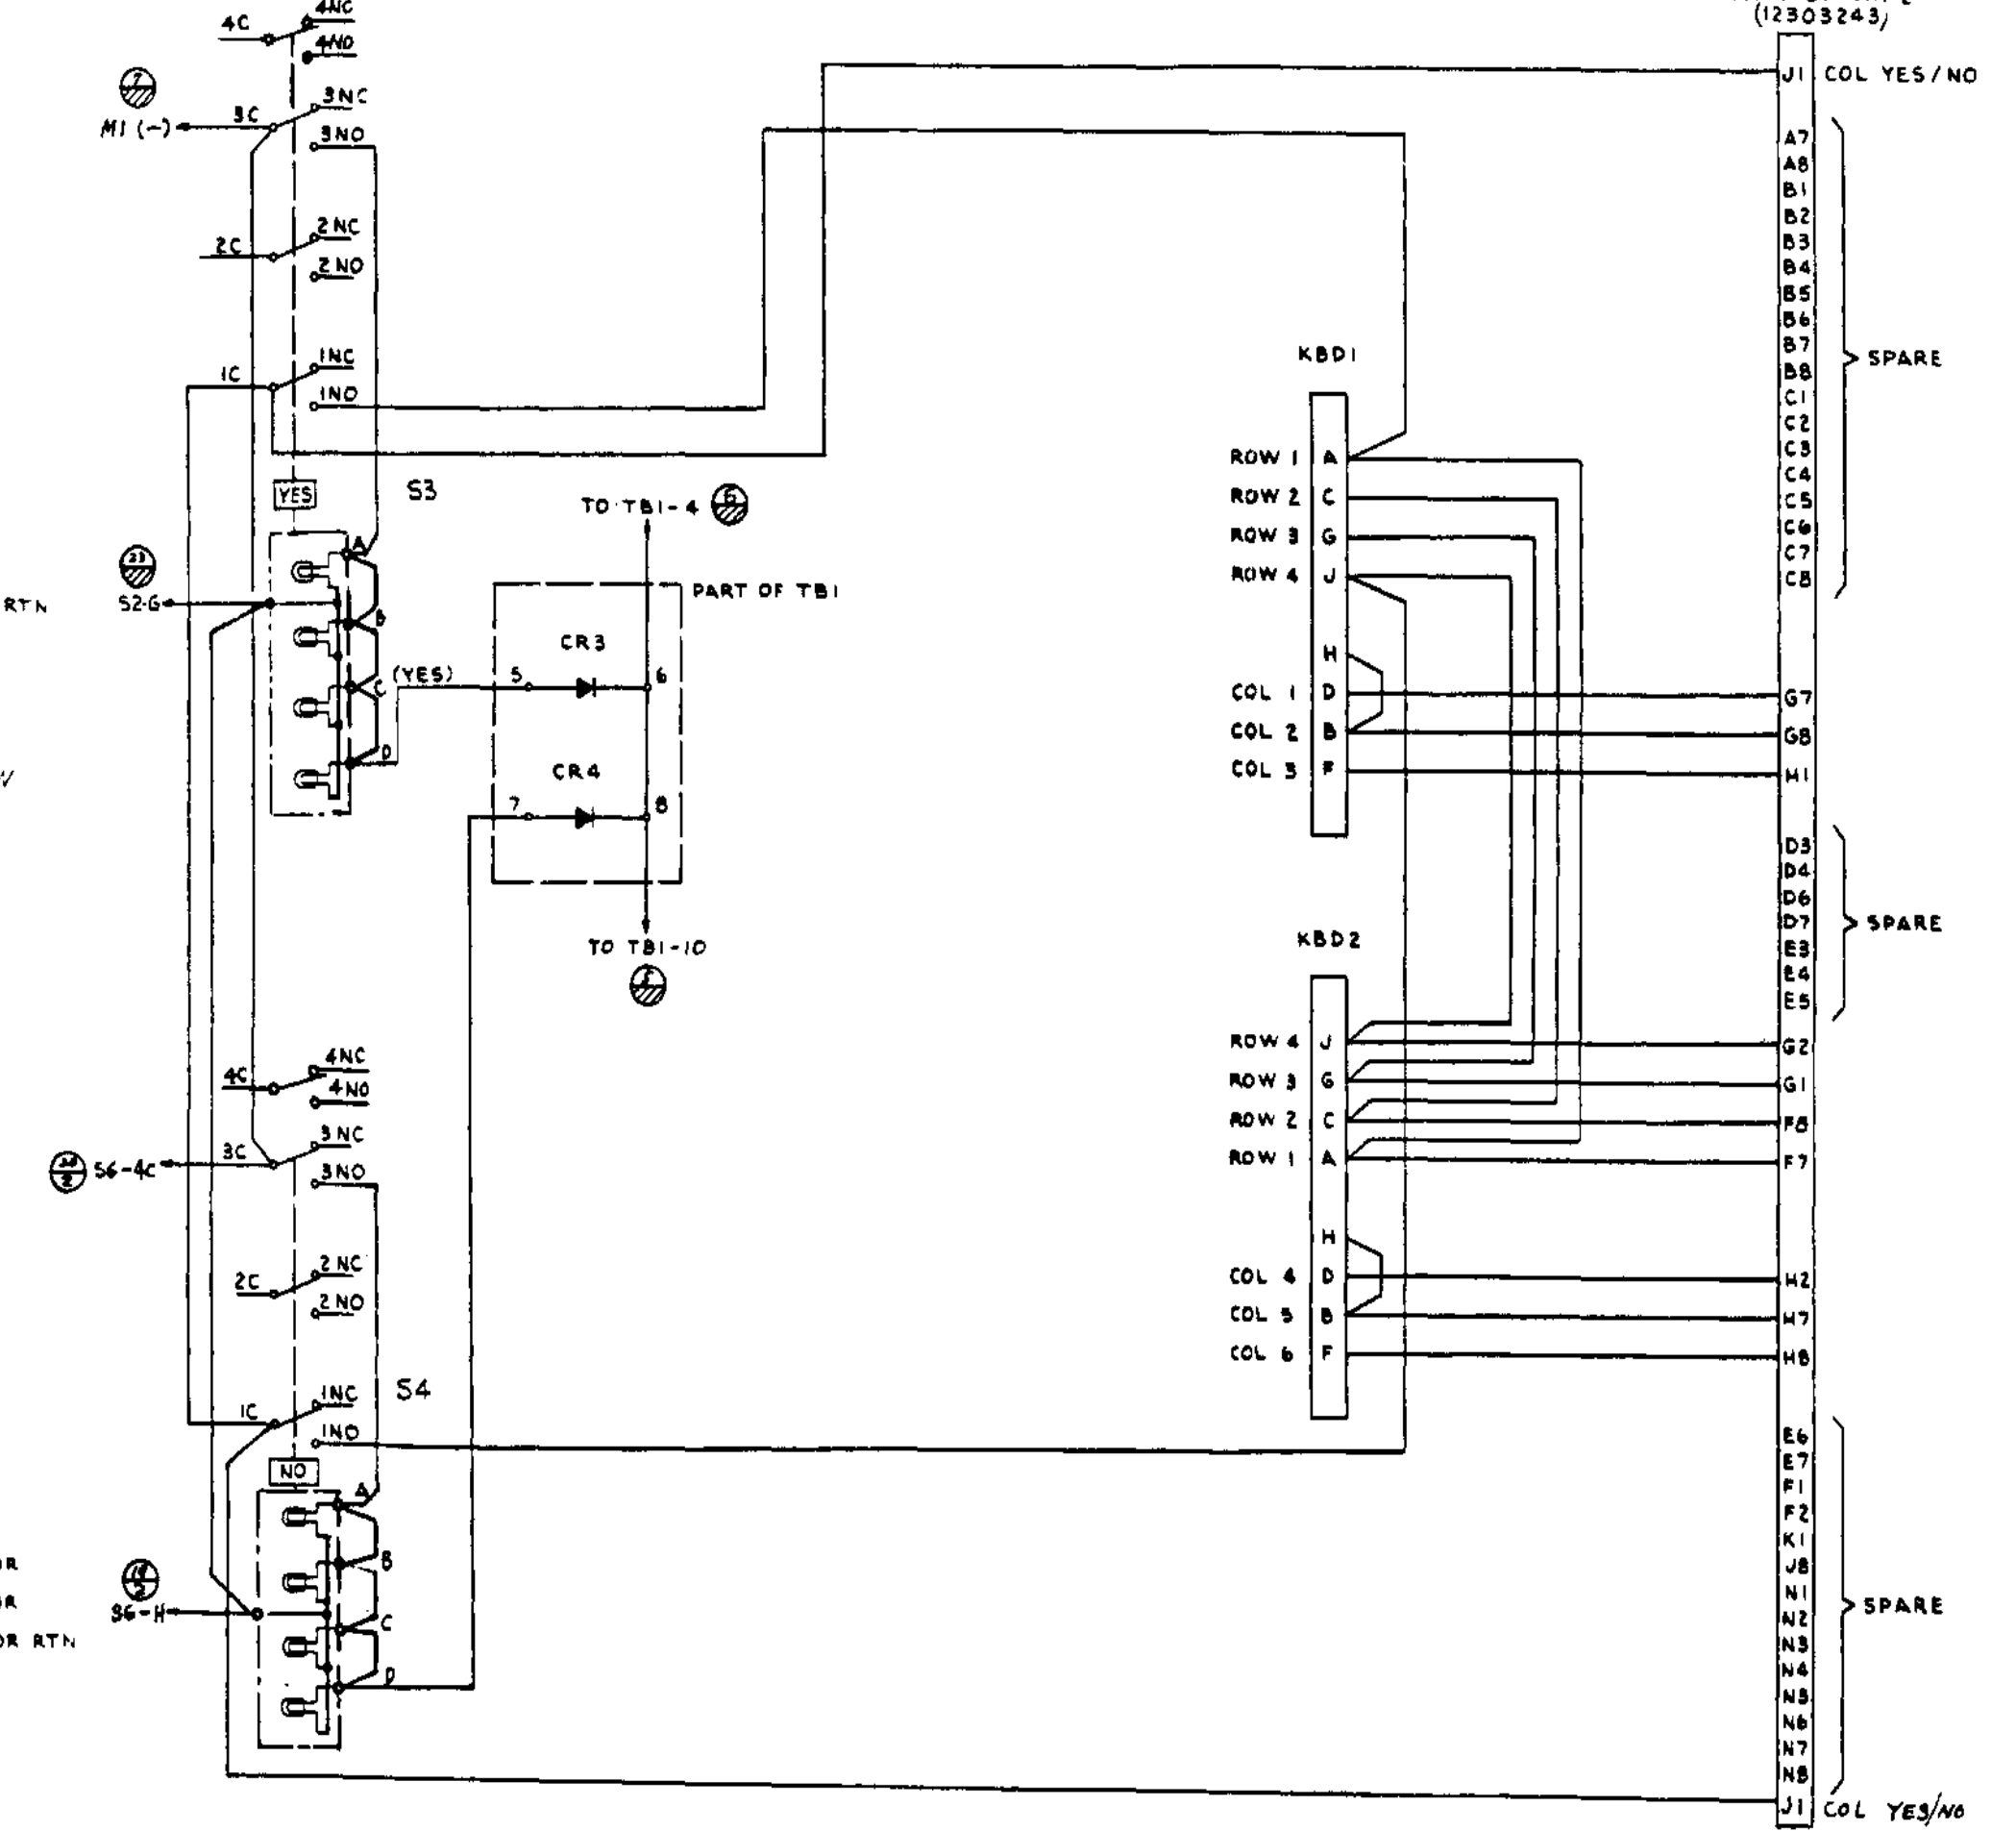 (12303243)
4C
4NC
4NO
7
M1 (-)
3C
3NC
3NO
2C
2NC
2NO
1C
1NC
1NO
YES
S3
A
B
C
D
(YES)
S2-G
RTN
TO TB1-4
PART OF TB1
CR3
5
6
CR4
7
8
TO TB1-10
4C
4NC
4NO
3C
3NC
3NO
S6-4C
2C
2NC
2NO
1C
1NC
1NO
S4
NO
A
B
C
D
S6-H
OR
OR
OR RTN
KBD1
ROW 1 A
ROW 2 C
ROW 3 G
ROW 4 J
H
COL 1 D
COL 2 B
COL 3 F
KBD2
ROW 4 J
ROW 3 G
ROW 2 C
ROW 1 A
H
COL 4 D
COL 5 B
COL 6 F
J1 COL YES/NO
A7
A8
B1
B2
B3
B4
B5
B6
B7
B8
C1
C2
C3
C4
C5
C6
C7
C8
SPARE
G7
G8
H1
D3
D4
D6
D7
E3
E4
E5
SPARE
G2
G1
F8
F7
H2
H7
H8
E6
E7
F1
F2
K1
J8
N1
N2
N3
N4
N5
N6
N7
N8
SPARE
J1 COL YES/NO